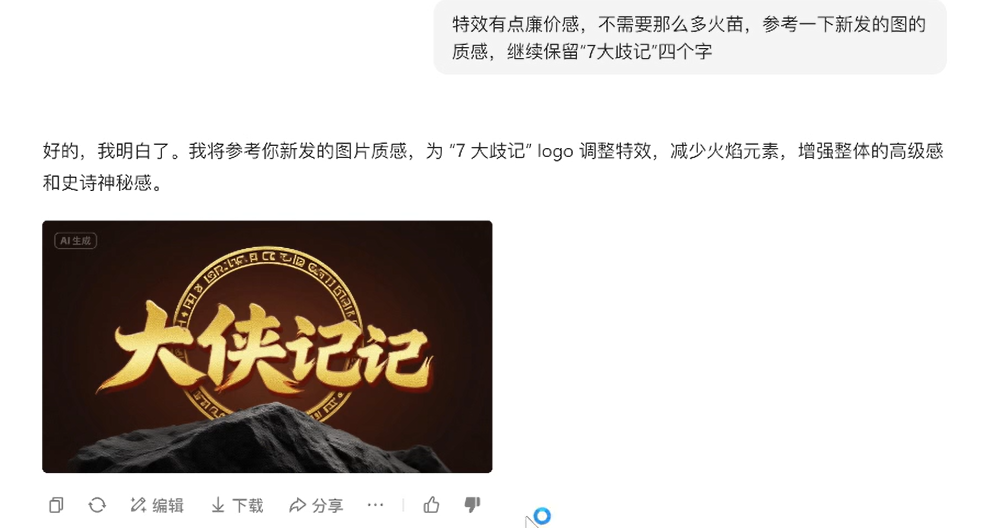 特效有点廉价感，不需要那么多火苗，参考一下新发的图的
质感，继续保留“7大歧记”四个字
好的，我明白了。我将参考你新发的图片质感，为 “7 大歧记” logo 调整特效，减少火焰元素，增强整体的高级感
和史诗神秘感。
AI 生成
大侠记记
编辑 下载 分享